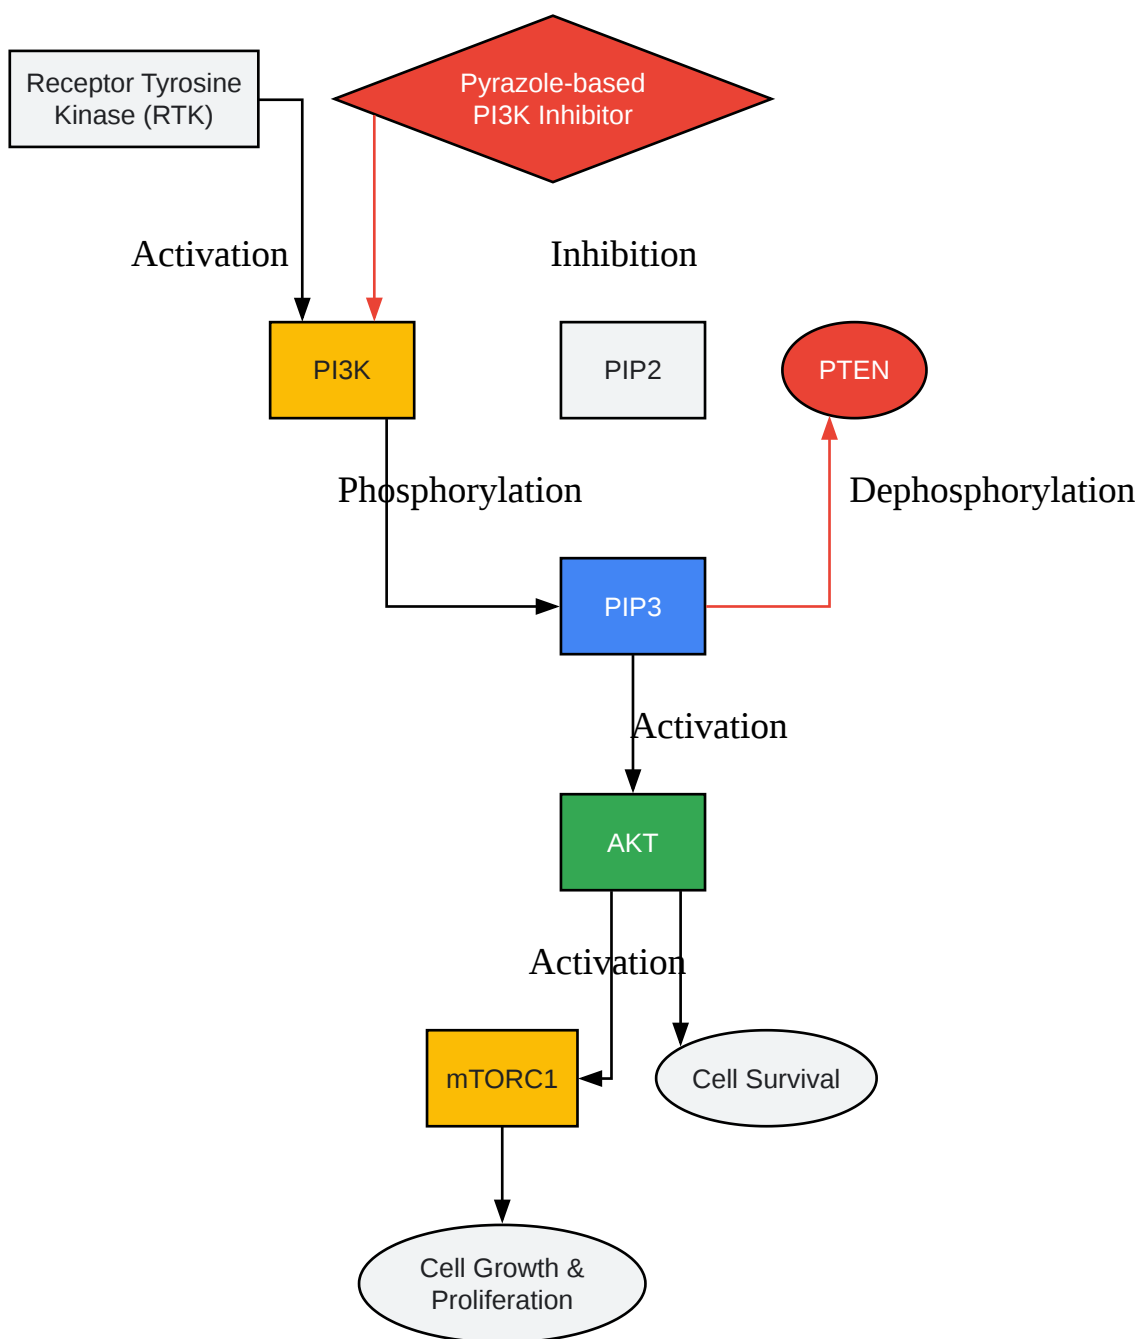 Receptor Tyrosine
Kinase (RTK)
Pyrazole-based
PI3K Inhibitor
Activation
Inhibition
PI3K
PIP2
PTEN
Phosphorylation
Dephosphorylation
PIP3
Activation
AKT
Activation
mTORC1
Cell Survival
Cell Growth &
Proliferation